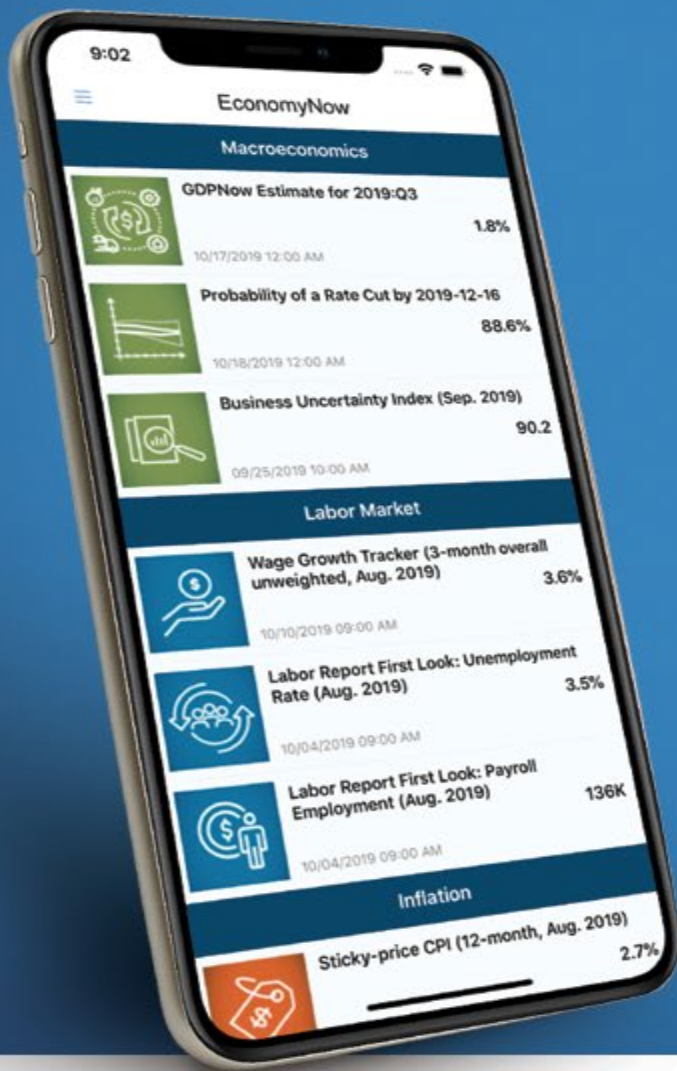 9:02
EconomyNow
Macroeconomics
GDPNow Estimate for 2019:Q3
1.8%
10/17/2019 12:00 AM
Probability of a Rate Cut by 2019-12-16
88.6%
10/18/2019 12:00 AM
Business Uncertainty Index (Sep. 2019)
90.2
09/25/2019 10:00 AM
Labor Market
Wage Growth Tracker (3-month overall
unweighted, Aug. 2019)
3.6%
10/10/2019 09:00 AM
Labor Report First Look: Unemployment
Rate (Aug. 2019)
3.5%
10/04/2019 09:00 AM
Labor Report First Look: Payroll
Employment (Aug. 2019)
136K
10/04/2019 09:00 AM
Inflation
Sticky-price CPI (12-month, Aug. 2019)
2.7%